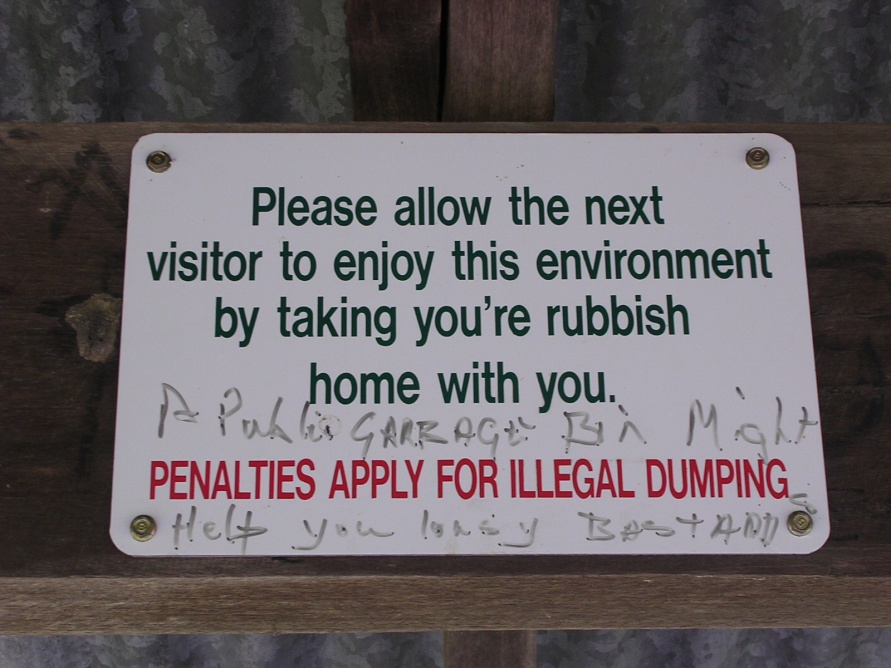 Please allow the next
visitor to enjoy this environment
by taking you're rubbish
home with you.
A Public GARBAGE Bin Might
PENALTIES APPLY FOR ILLEGAL DUMPING
Help you lousy BASTARDS